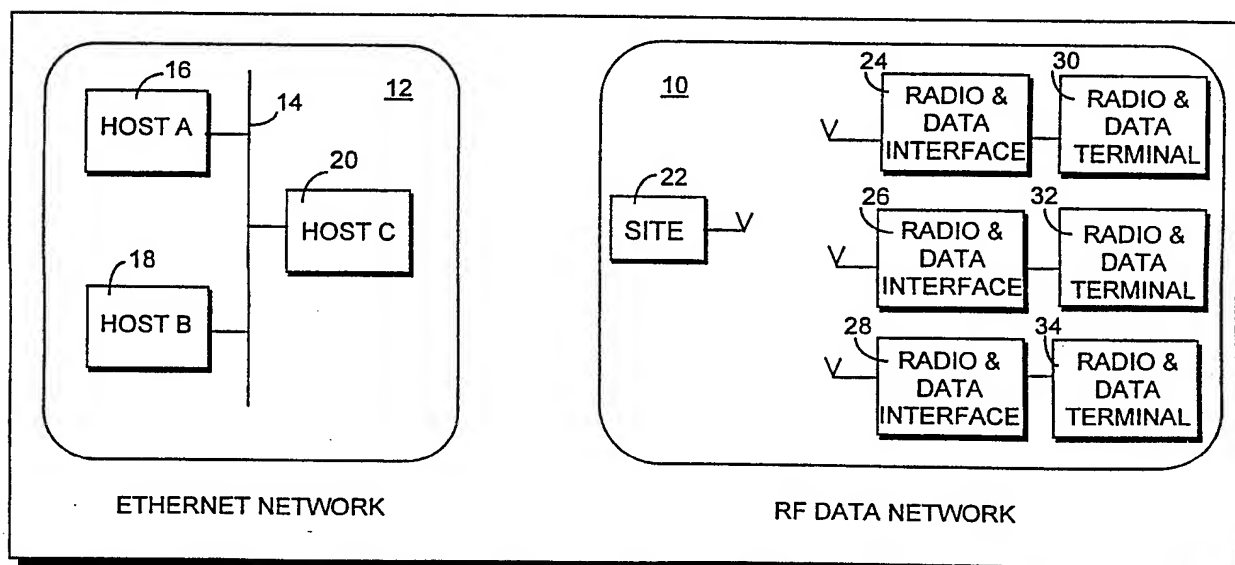 16
HOST A
14
12
20
HOST C
18
HOST B
ETHERNET NETWORK
10
22
SITE
24
RADIO &
DATA
INTERFACE
30
RADIO &
DATA
TERMINAL
26
RADIO &
DATA
INTERFACE
32
RADIO &
DATA
TERMINAL
28
RADIO &
DATA
INTERFACE
34
RADIO &
DATA
TERMINAL
RF DATA NETWORK